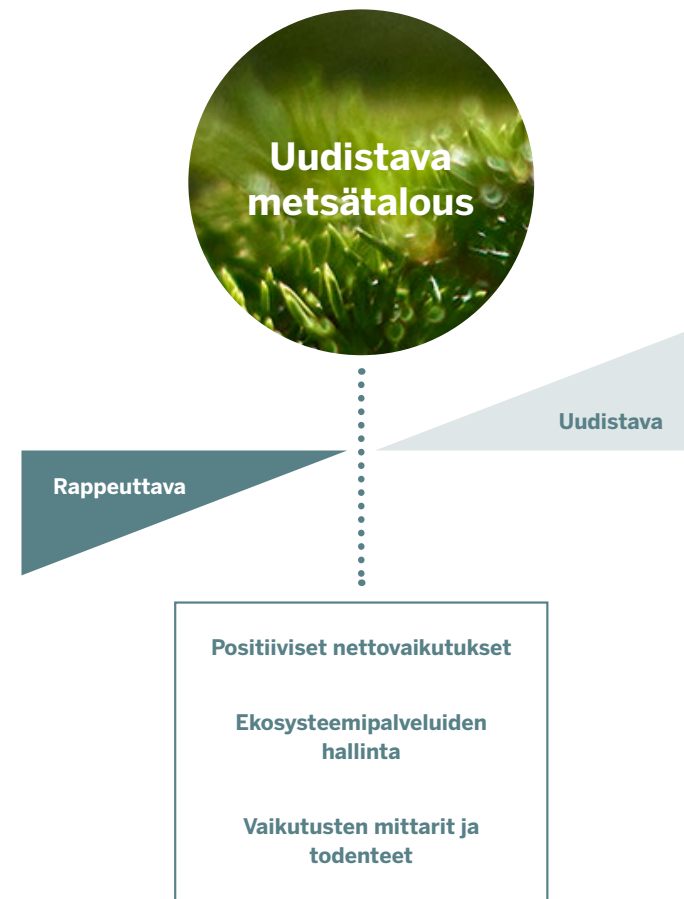 Uudistava
metsätalous
Uudistava
Rappeuttava
Positiiviset nettovaikutukset
Ekosysteemipalveluiden
hallinta
Vaikutusten mittarit ja
todenteet